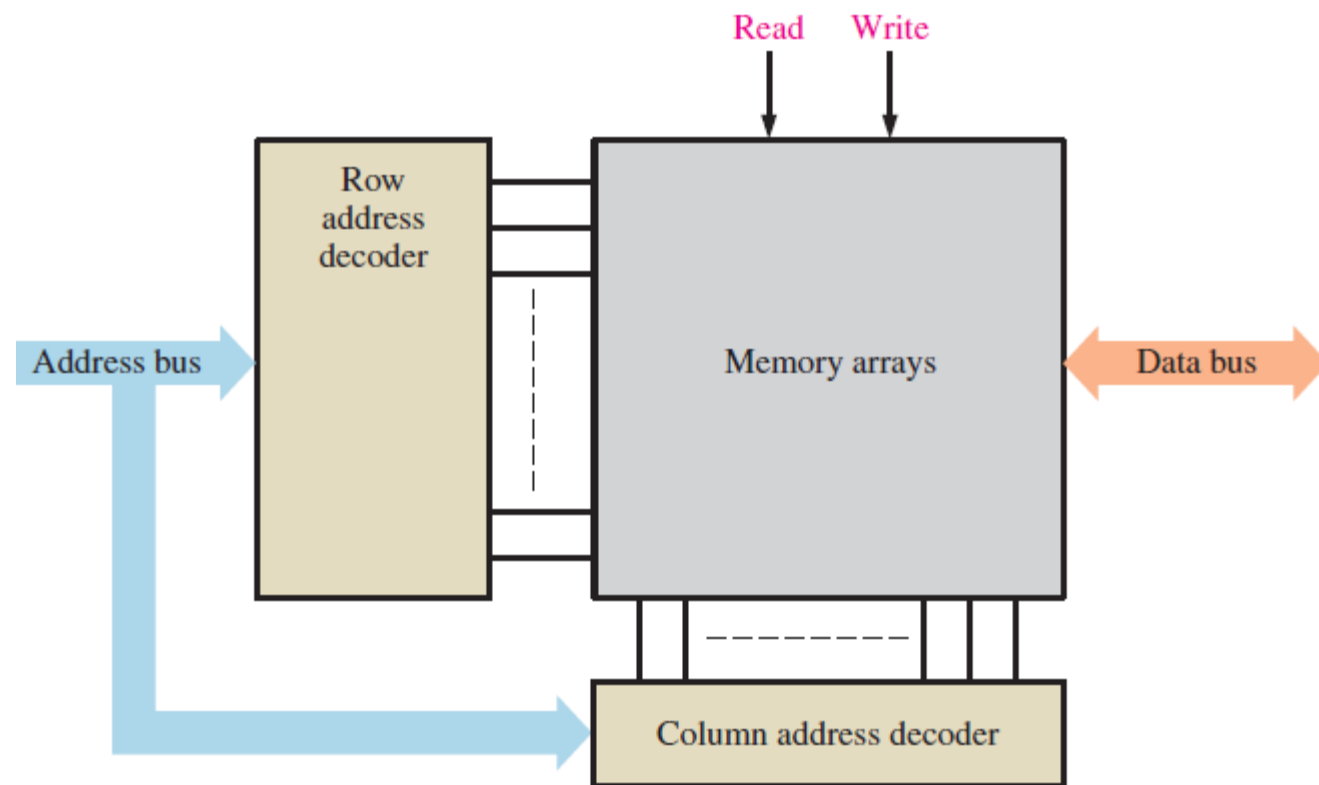 Read Write
Row
address
decoder
Address bus
Memory arrays
Data bus
Column address decoder